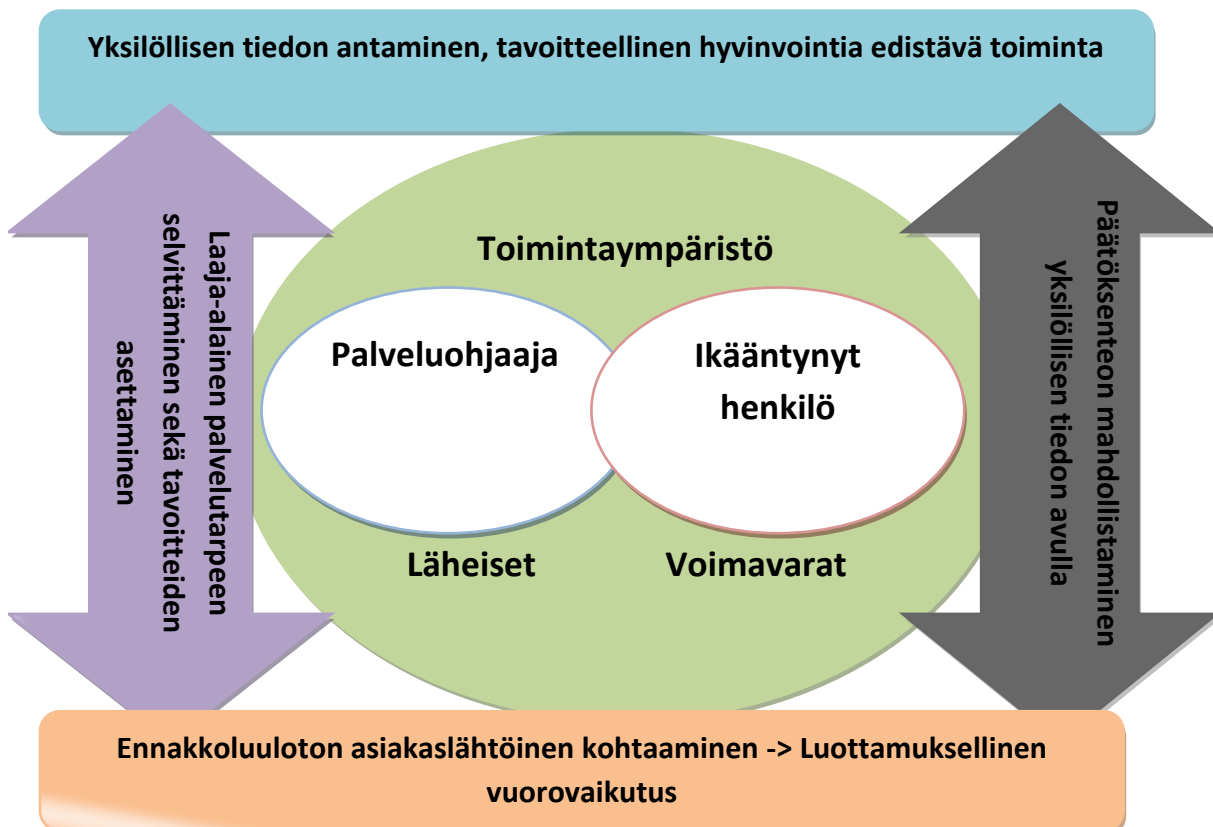 Yksilöllisen tiedon antaminen, tavoitteellinen hyvinvointia edistävä toiminta
Laaja-alainen palvelutarpeen
selvittäminen sekä tavoitteiden
asettaminen
Toimintaympäristö
Palveluohjaaja
Ikääntynyt
henkilö
Läheiset
Voimavarat
Päätöksenteon mahdollistaminen
yksilöllisen tiedon avulla
Ennakkoluuloton asiakaslähtöinen kohtaaminen -> Luottamuksellinen
vuorovaikutus